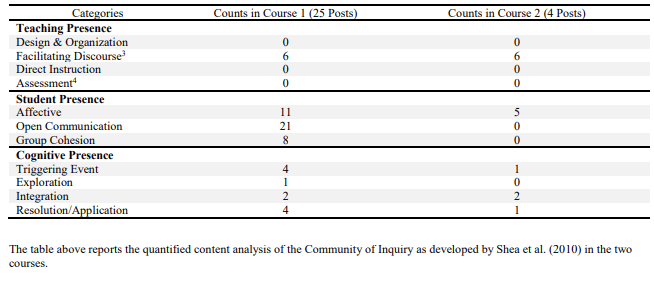 Categories Counts in Course 1 (25 Posts) Counts in Course 2 (4 Posts)
Teaching Presence
Design & Organization 0 0
Facilitating Discourse³ 6 6
Direct Instruction 0 0
Assessment⁴ 0 0
Student Presence
Affective 11 5
Open Communication 21 0
Group Cohesion 8 0
Cognitive Presence
Triggering Event 4 1
Exploration 1 0
Integration 2 2
Resolution/Application 4 1
The table above reports the quantified content analysis of the Community of Inquiry as developed by Shea et al. (2010) in the two
courses.